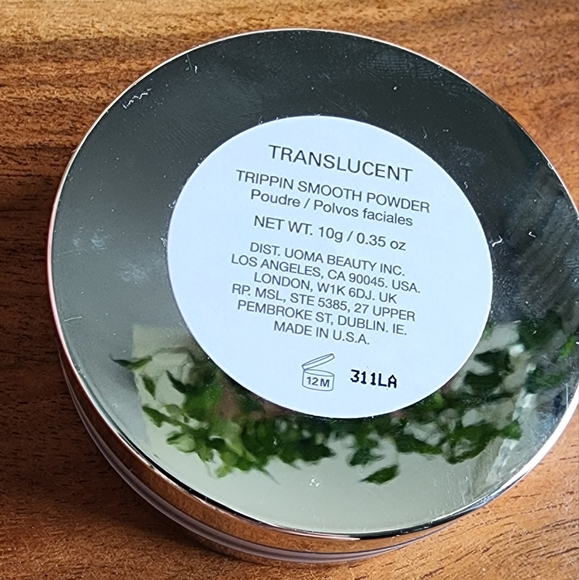 TRANSLUCENT
TRIPPIN SMOOTH POWDER
Poudre / Polvos faciales
NET WT. 10g / 0.35 oz
DIST. UOMA BEAUTY INC.
LOS ANGELES, CA 90045. USA.
LONDON, W1K 6DJ. UK
RP. MSL, STE 5385, 27 UPPER
PEMBROKE ST, DUBLIN. IE.
MADE IN U.S.A.
12 M 311LA